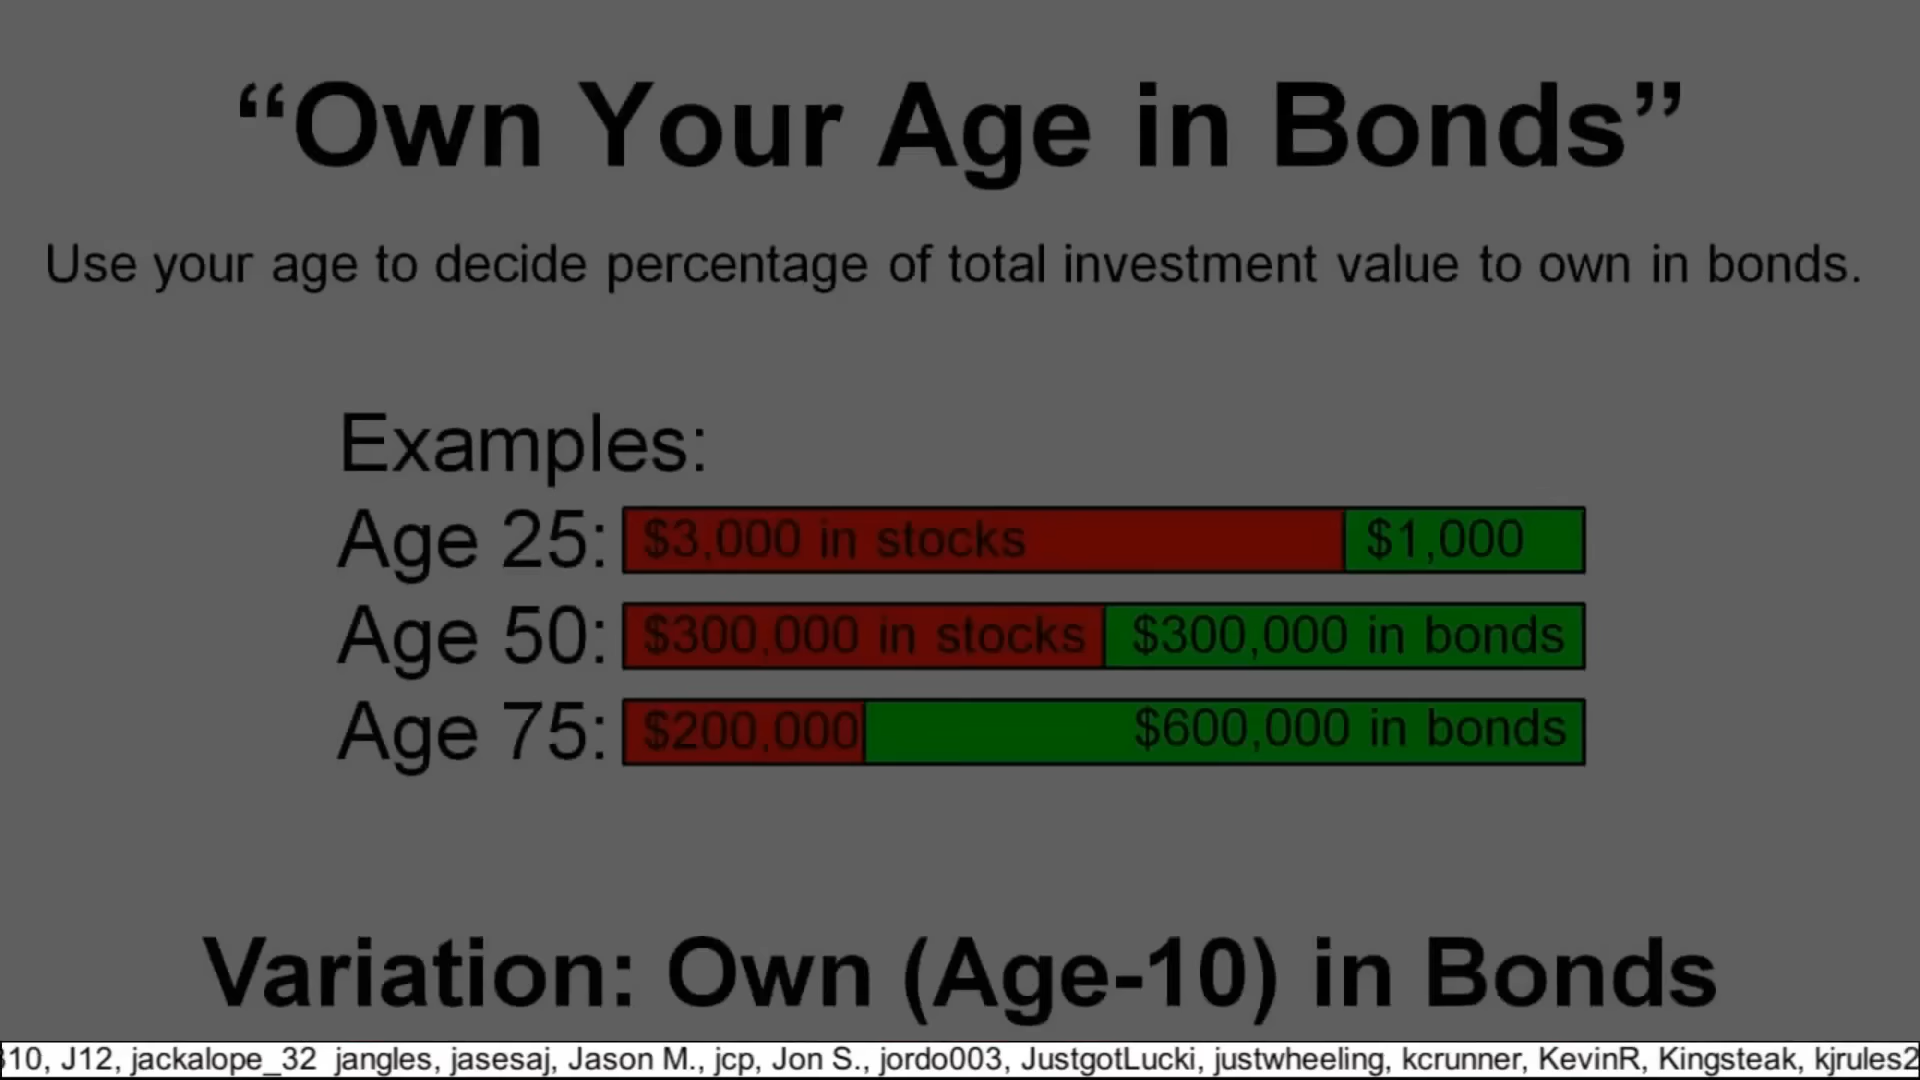 “Own Your Age in Bonds”
Use your age to decide percentage of total investment value to own in bonds.
Examples:
Age 25: $3,000 in stocks $1,000
Age 50: $300,000 in stocks $300,000 in bonds
Age 75: $200,000 $600,000 in bonds
Variation: Own (Age-10) in Bonds
310, J12, jackalope_32 jangles, jasesaj, Jason M., jcp, Jon S., jordo003, JustgotLucki, justwheeling, kcrunner, KevinR, Kingsteak, kjrules2